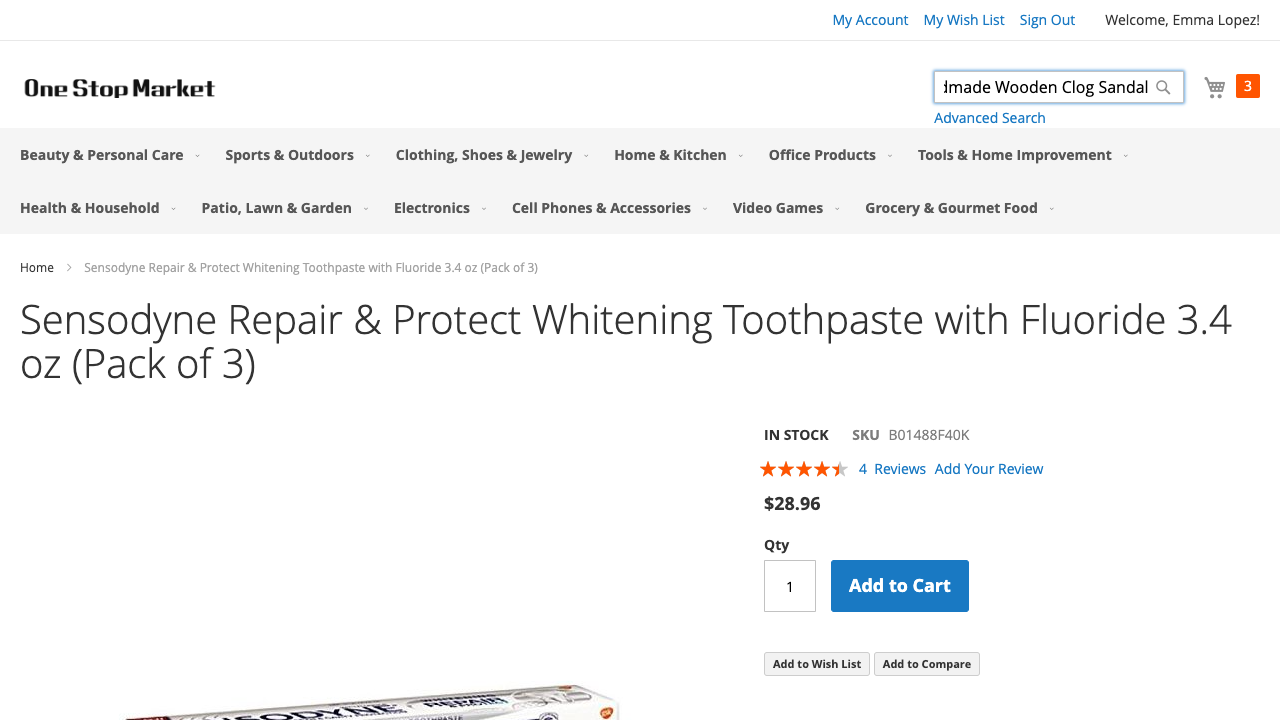 My Account My Wish List Sign Out Welcome, Emma Lopez!
One Stop Market
made Wooden Clog Sandal
3
Advanced Search
Beauty & Personal Care Sports & Outdoors Clothing, Shoes & Jewelry Home & Kitchen Office Products Tools & Home Improvement
Health & Household Patio, Lawn & Garden Electronics Cell Phones & Accessories Video Games Grocery & Gourmet Food
Home Sensodyne Repair & Protect Whitening Toothpaste with Fluoride 3.4 oz (Pack of 3)
Sensodyne Repair & Protect Whitening Toothpaste with Fluoride 3.4
oz (Pack of 3)
IN STOCK SKU B01488F40K
4 Reviews Add Your Review
$28.96
Qty
1 Add to Cart
Add to Wish List Add to Compare